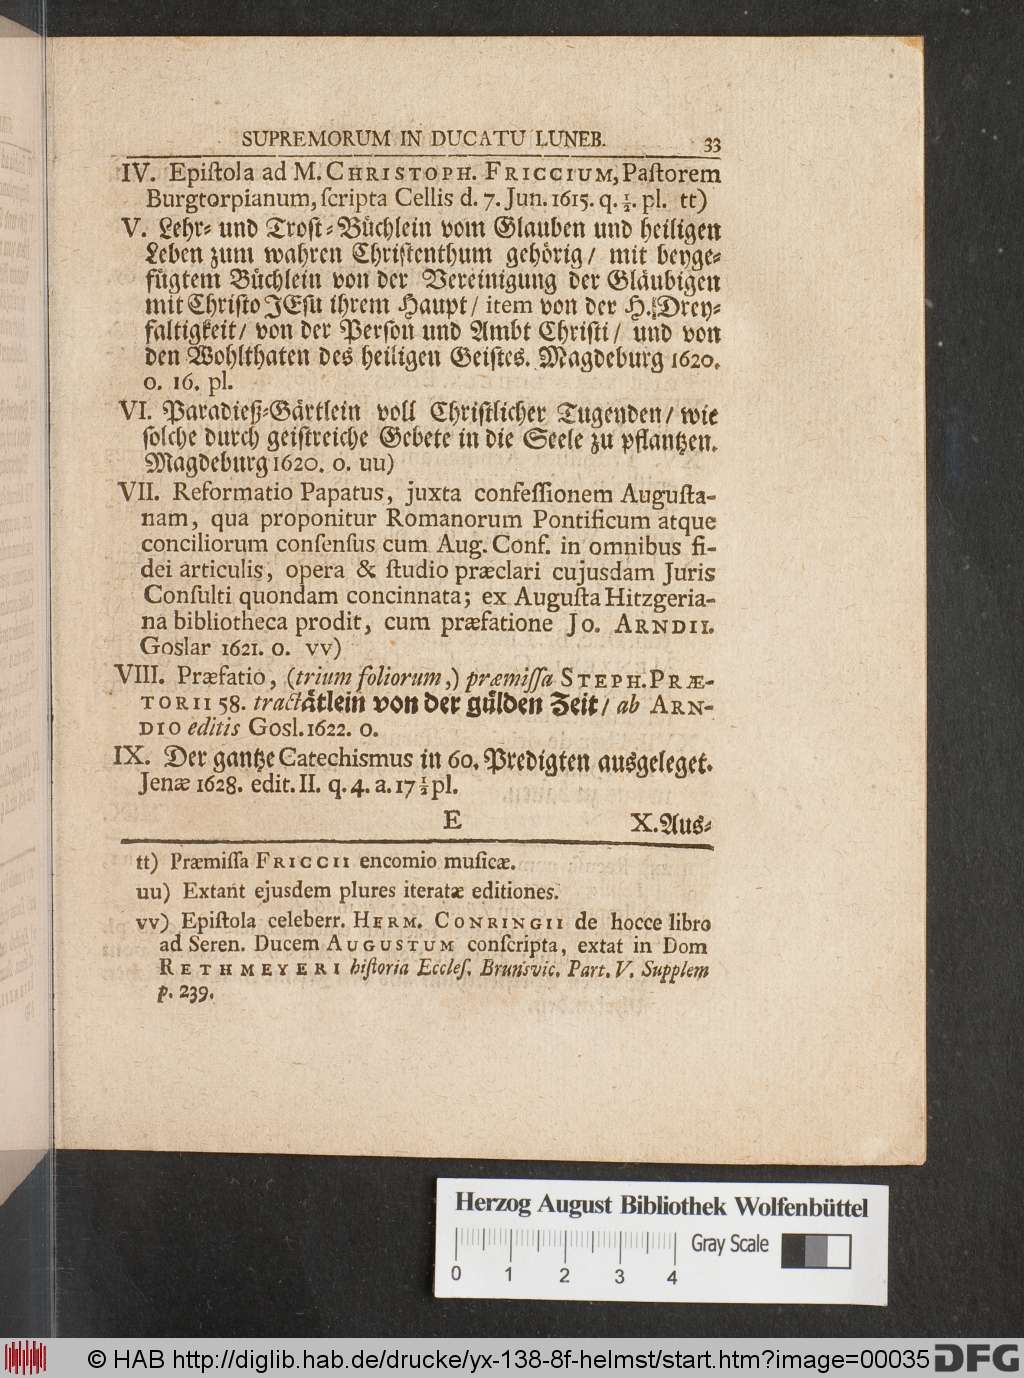 SUPREMORUM IN DUCATU LUNEB. 33
IV. Epiſtola ad M. CHRISTOPH. FRICCIUM, Paſtorem
Burgtorpianum, ſcripta Cellis d. 7. Jun. 1615. q. ½. pl. tt)
V. Lehr⸗ und Troſt⸗Bůchlein vom Glauben und heiligen
Leben zum wahren Chriſtenthum gehörig/ mit beyge⸗
fůgtem Bůchlein von der Vereinigung der Gläubigen
mit Chriſto JEſu ihrem Haupt/ item von der H. Drey⸗
faltigkeit/ von der Perſon und Ambt Chriſti/ und von
den Wohlthaten des heiligen Geiſtes. Magdeburg 1620.
o. 16. pl.
VI. Paradieß⸗Gärtlein voll Chriſtlicher Tugenden/ wie
ſolche durch geiſtreiche Gebete in die Seele zu pflantzen.
Magdeburg 1620. o. uu)
VII. Reformatio Papatus, juxta confeſſionem Auguſta-
nam, qua proponitur Romanorum Pontificum atque
conciliorum conſenſus cum Aug. Conf. in omnibus fi-
dei articulis, opera & ſtudio præclari cujusdam Juris
Conſulti quondam concinnata; ex Auguſta Hitzgeria-
na bibliotheca prodit, cum præfatione Jo. ARNDII.
Goslar 1621. o. vv)
VIII. Præfatio, (trium foliorum,) præmiſſa STEPH. PRÆ-
TORII 58. tractätlein von der gülden Zeit/ ab ARN-
DIO editis Gosl. 1622. o.
IX. Der gantze Catechismus in 60. Predigten ausgeleget.
Jenæ 1628. edit. II. q. 4. a. 17 ½ pl.
E X. Aus⸗
tt) Præmiſſa FRICCII encomio muſicæ.
uu) Extant ejusdem plures iteratæ editiones.
vv) Epiſtola celeberr. HERM. CONRINGII de hocce libro
ad Seren. Ducem AUGUSTUM conſcripta, extat in Dom
RETHMEYERI hiſtoria Eccleſ. Brunsvic. Part. V. Supplem
p. 239.
Herzog August Bibliothek Wolfenbüttel
Gray Scale
0 1 2 3 4
© HAB http://diglib.hab.de/drucke/yx-138-8f-helmst/start.htm?image=00035 DFG